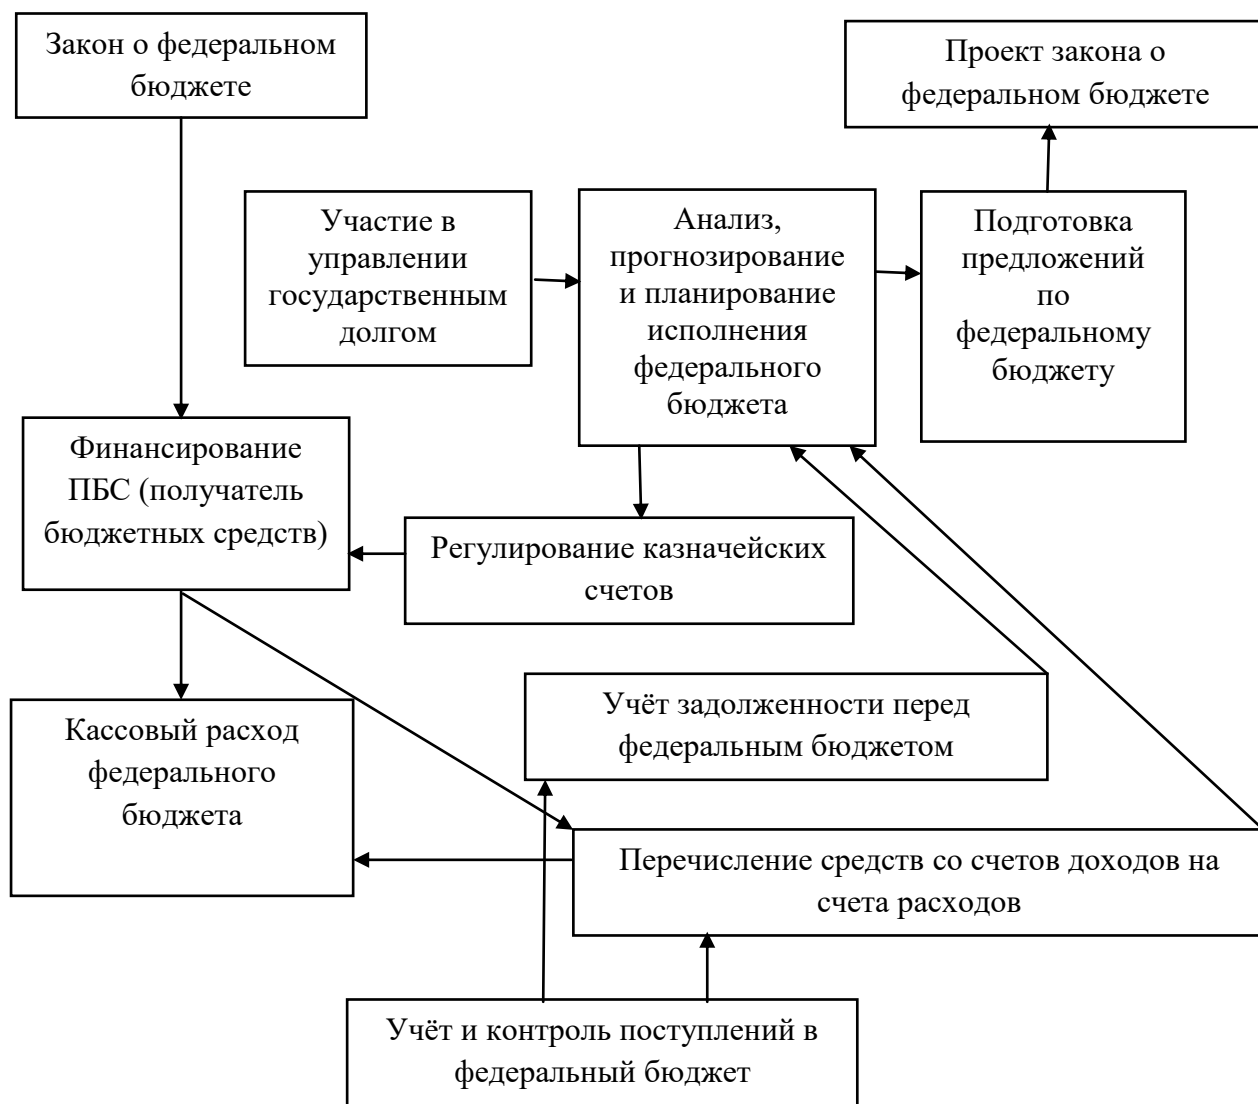 Закон о федеральном
бюджете
Проект закона о
федеральном бюджете
Участие в
управлении
государственным
долгом
Анализ,
прогнозирование
и планирование
исполнения
федерального
бюджета
Подготовка
предложений
по
федеральному
бюджету
Финансирование
ПБС (получатель
бюджетных средств)
Регулирование казначейских
счетов
Учёт задолженности перед
федеральным бюджетом
Кассовый расход
федерального
бюджета
Перечисление средств со счетов доходов на
счета расходов
Учёт и контроль поступлений в
федеральный бюджет